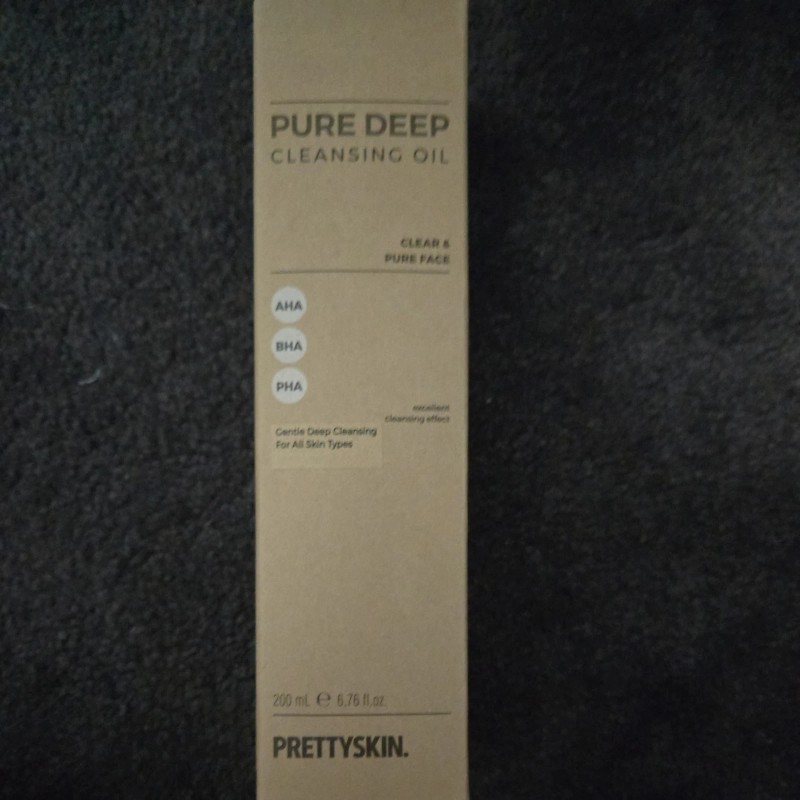 PURE DEEP
CLEANSING OIL
CLEAR &
PURE FACE
AHA
BHA
PHA
excellent
cleansing effect
Gentle Deep Cleansing
For All Skin Types
200 ml. ℮ 6.76 fl.oz.
PRETTYSKIN.